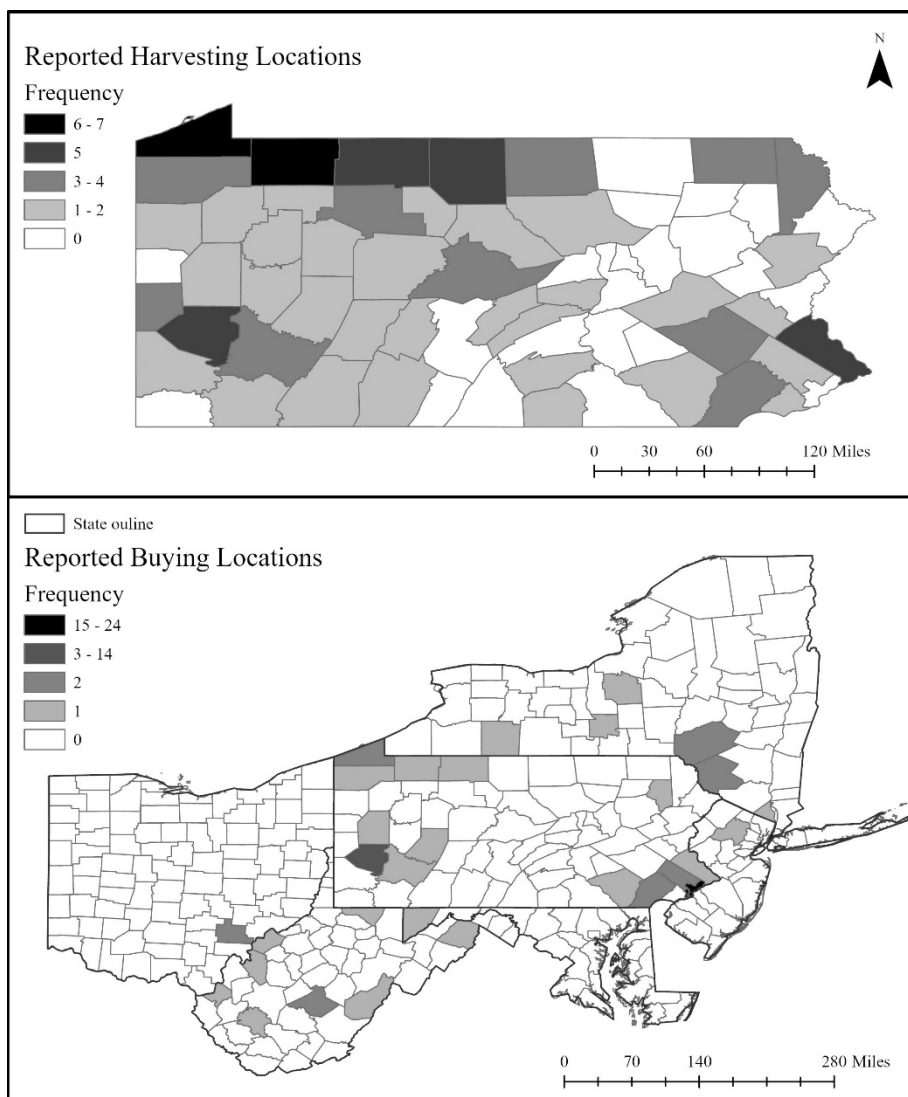 Reported Harvesting Locations
N
Frequency
6 - 7
5
3 - 4
1 - 2
0
0 30 60 120 Miles
State ouline
Reported Buying Locations
Frequency
15 - 24
3 - 14
2
1
0
0 70 140 280 Miles